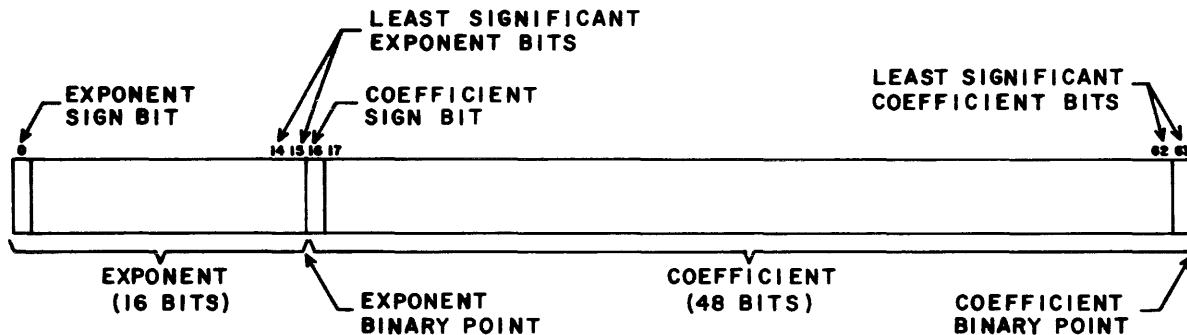 LEAST SIGNIFICANT
EXPONENT BITS
EXPONENT
SIGN BIT
COEFFICIENT
SIGN BIT
LEAST SIGNIFICANT
COEFFICIENT BITS
0 14 15 16 17 62 63
EXPONENT
(16 BITS)
EXPONENT
BINARY POINT
COEFFICIENT
(48 BITS)
COEFFICIENT
BINARY POINT